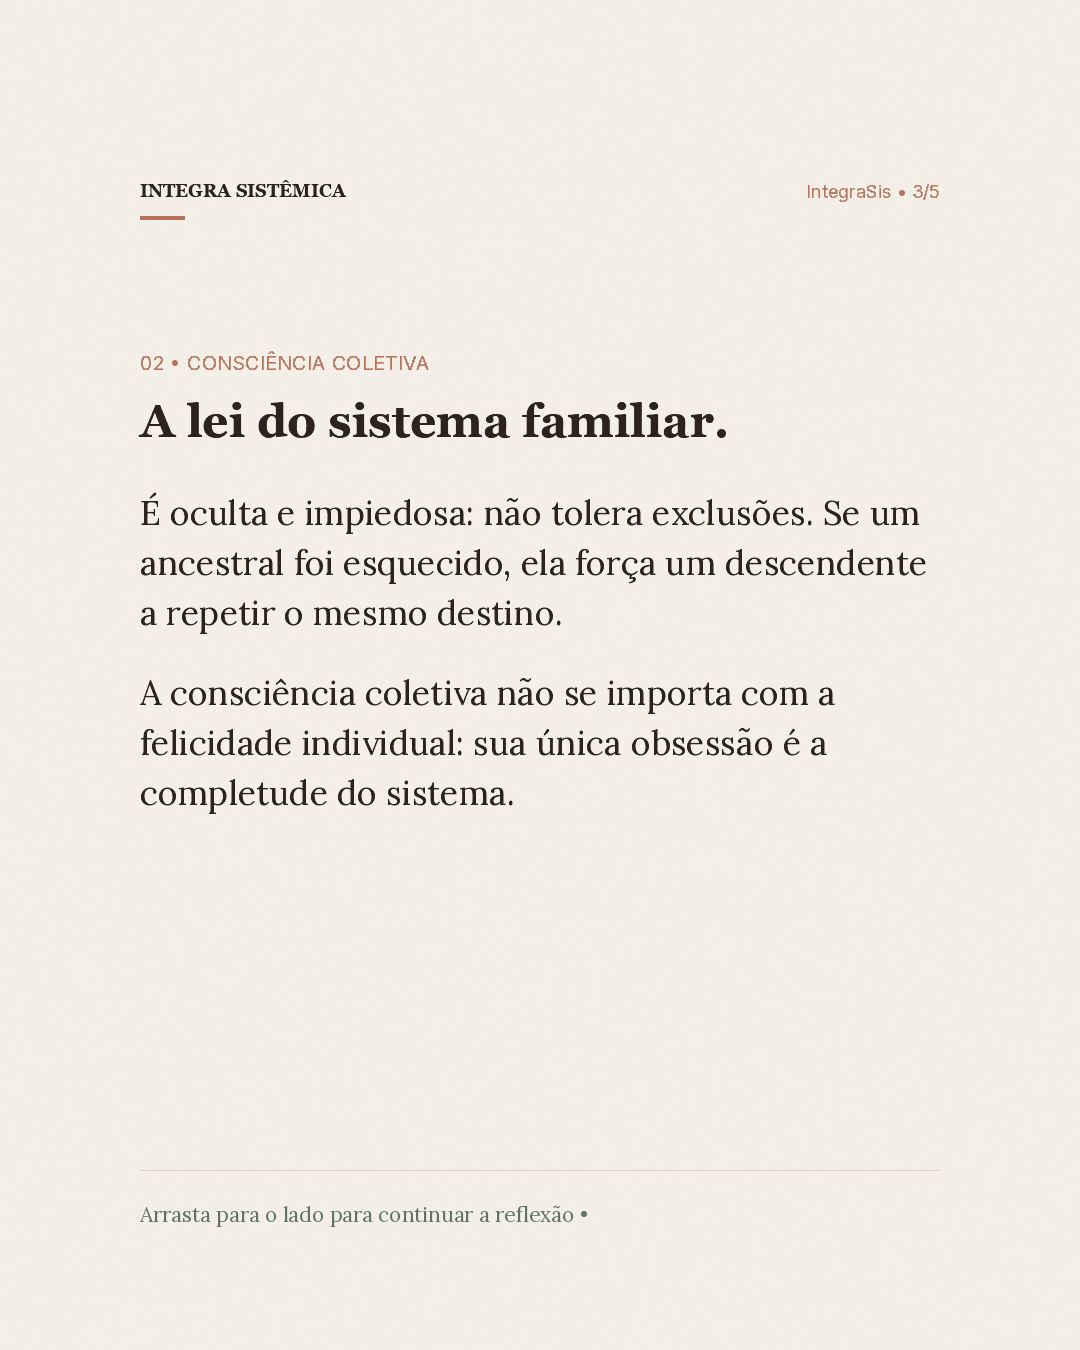 INTEGRA SISTÊMICA
IntegraSis • 3/5
02 • CONSCIÊNCIA COLETIVA
A lei do sistema familiar.
É oculta e impiedosa: não tolera exclusões. Se um
ancestral foi esquecido, ela força um descendente
a repetir o mesmo destino.
A consciência coletiva não se importa com a
felicidade individual: sua única obsessão é a
completude do sistema.
Arrasta para o lado para continuar a reflexão •